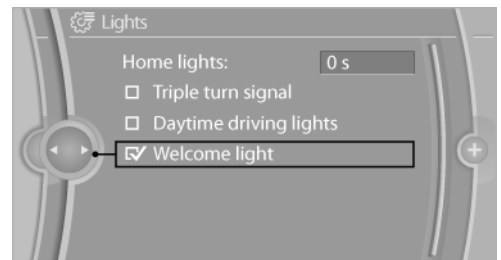 Lights
Home lights: 0 s
Triple turn signal
Daytime driving lights
Welcome light